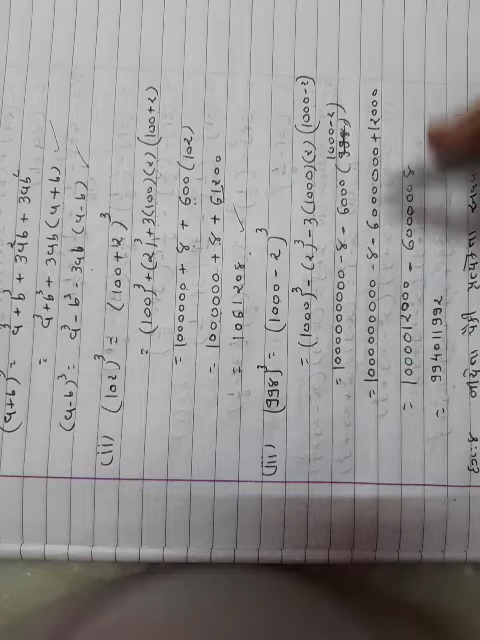 (a+b)³ = a³+b³+3a²b+3ab²
= a³+b³+3ab(a+b) ✓
(a-b)³ = a³-b³-3ab(a-b) ✓
(ii) (102)³ = (100+2)³
= (100)³+(2)³+3(100)(2)(100+2)
= 1000000+8+600(102)
= 1000000+8+61200
= 1061208 ✓
(iii) (998)³ = (1000-2)³
= (1000)³-(2)³-3(1000)(2)(1000-2)
= 1000000000-8-6000(1000-2)
= 1000000000-8-6000000+12000
= 1000012000-6000008
= 994011992